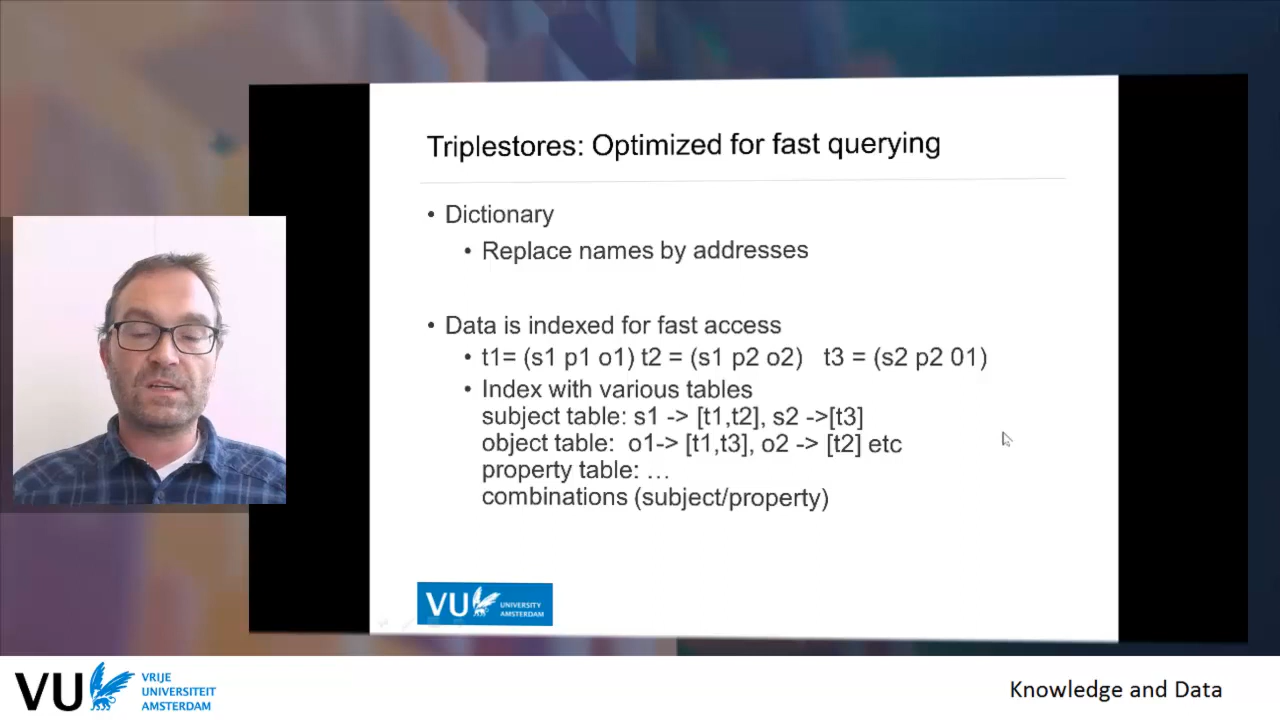 Triplestores: Optimized for fast querying
• Dictionary
• Replace names by addresses
• Data is indexed for fast access
• t1= (s1 p1 o1) t2 = (s1 p2 o2) t3 = (s2 p2 01)
• Index with various tables
subject table: s1 -> [t1,t2], s2 ->[t3]
object table: o1-> [t1,t3], o2 -> [t2] etc
property table: ...
combinations (subject/property)
VU UNIVERSITY
AMSTERDAM
VU VRIJE
UNIVERSITEIT
AMSTERDAM
Knowledge and Data